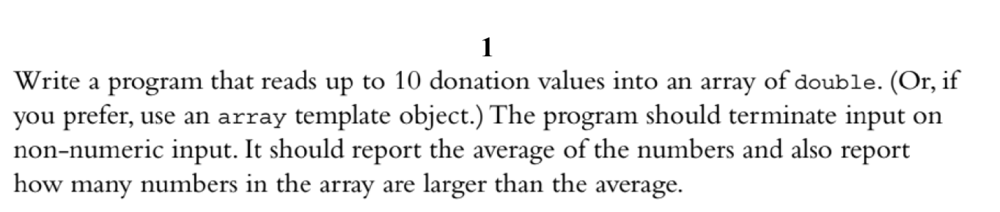 1
Write a program that reads up to 10 donation values into an array of double. (Or, if
you prefer, use an array template object.) The program should terminate input on
non-numeric input. It should report the average of the numbers and also report
how many numbers in the array are larger than the average.